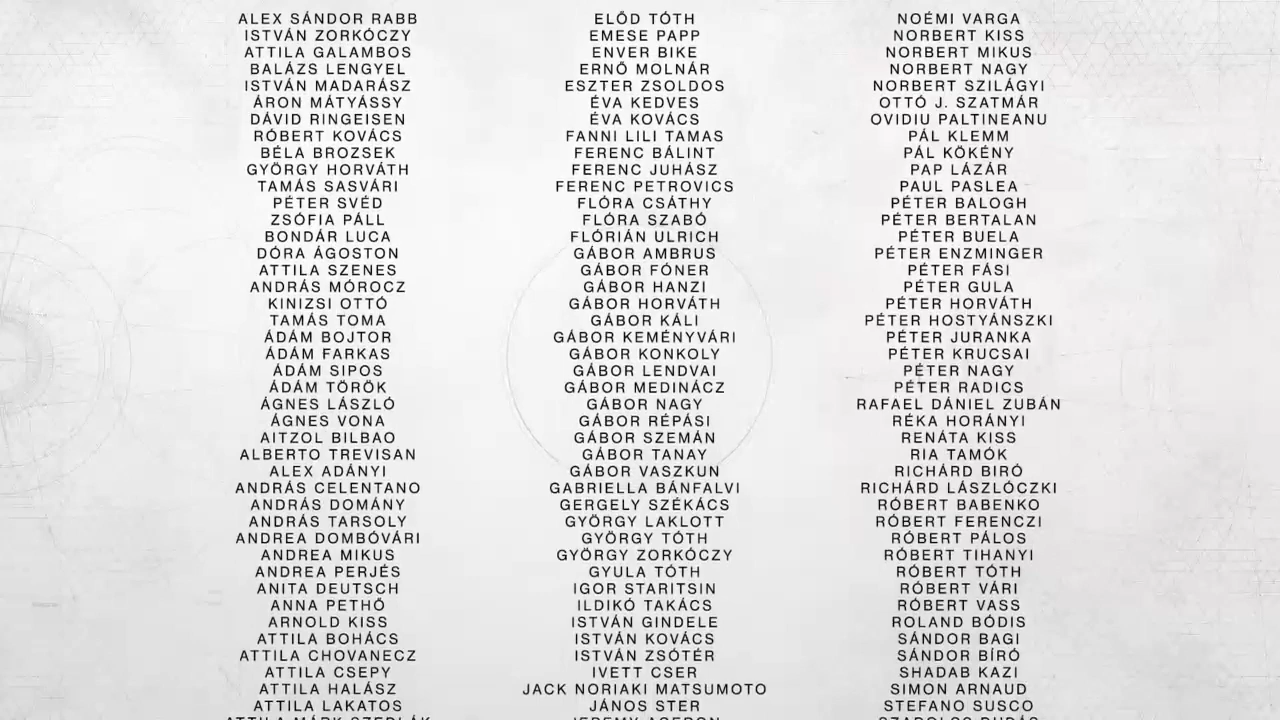 ALEX SÁNDOR RABB
ISTVÁN ZORKÓCZY
ATTILA GALAMBOS
BALÁZS LENGYEL
ISTVÁN MADARÁSZ
ÁRON MÁTYÁSSY
DÁVID RINGEISEN
RÓBERT KOVÁCS
BÉLA BROZSEK
GYÖRGY HORVÁTH
TAMÁS SASVÁRI
PÉTER SVÉD
ZSÓFIA PÁLL
BONDÁR LUCA
DÓRA ÁGOSTON
ATTILA SZENES
ANDRÁS MÓROCZ
KINIZSI OTTÓ
TAMÁS TOMA
ÁDÁM BOJTOR
ÁDÁM FARKAS
ÁDÁM SIPOS
ÁDÁM TÖRÖK
ÁGNES LÁSZLÓ
ÁGNES VONA
AITZOL BILBAO
ALBERTO TREVISAN
ALEX ADÁNYI
ANDRÁS CELENTANO
ANDRÁS DOMÁNY
ANDRÁS TARSOLY
ANDREA DOMBÓVÁRI
ANDREA MIKUS
ANDREA PERJÉS
ANITA DEUTSCH
ANNA PETHŐ
ARNOLD KISS
ATTILA BOHÁCS
ATTILA CHOVANECZ
ATTILA CSEPY
ATTILA HALÁSZ
ATTILA LAKATOS
ATTILA MÁRK SZEDLÁK
ELŐD TÓTH
EMESE PAPP
ENVER BIKE
ERNŐ MOLNÁR
ESZTER ZSOLDOS
ÉVA KEDVES
ÉVA KOVÁCS
FANNI LILI TAMAS
FERENC BÁLINT
FERENC JUHÁSZ
FERENC PETROVICS
FLÓRA CSÁTHY
FLÓRA SZABÓ
FLÓRIÁN ULRICH
GÁBOR AMBRUS
GÁBOR FÓNER
GÁBOR HANZI
GÁBOR HORVÁTH
GÁBOR KÁLI
GÁBOR KEMÉNYVÁRI
GÁBOR KONKOLY
GÁBOR LENDVAI
GÁBOR MEDINÁCZ
GÁBOR NAGY
GÁBOR RÉPÁSI
GÁBOR SZEMÁN
GÁBOR TANAY
GÁBOR VASZKUN
GABRIELLA BÁNFALVI
GERGELY SZÉKÁCS
GYÖRGY LAKLOTT
GYÖRGY TÓTH
GYÖRGY ZORKÓCZY
GYULA TÓTH
IGOR STARITSIN
ILDIKÓ TAKÁCS
ISTVÁN GINDELE
ISTVÁN KOVÁCS
ISTVÁN ZSÓTÉR
IVETT CSER
JACK NORIAKI MATSUMOTO
JÁNOS STER
JEREMY
NOÉMI VARGA
NORBERT KISS
NORBERT MIKUS
NORBERT NAGY
NORBERT SZILÁGYI
OTTÓ J. SZATMÁR
OVIDIU PALTINEANU
PÁL KLEMM
PÁL KÖKÉNY
PAP LÁZÁR
PAUL PASLEA
PÉTER BALOGH
PÉTER BERTALAN
PÉTER BUELA
PÉTER ENZMINGER
PÉTER FÁSI
PÉTER GULA
PÉTER HORVÁTH
PÉTER HOSTYÁNSZKI
PÉTER JURANKA
PÉTER KRUCSAI
PÉTER NAGY
PÉTER RADICS
RAFAEL DÁNIEL ZUBÁN
RÉKA HORÁNYI
RENÁTA KISS
RIA TAMÓK
RICHÁRD BIRÓ
RICHÁRD LÁSZLÓCZKI
RÓBERT BABENKO
RÓBERT FERENCZI
RÓBERT PÁLOS
RÓBERT TIHANYI
RÓBERT TÓTH
RÓBERT VÁRI
RÓBERT VASS
ROLAND BÓDIS
SÁNDOR BAGI
SÁNDOR BÍRÓ
SHADAB KAZI
SIMON ARNAUD
STEFANO SUSCO